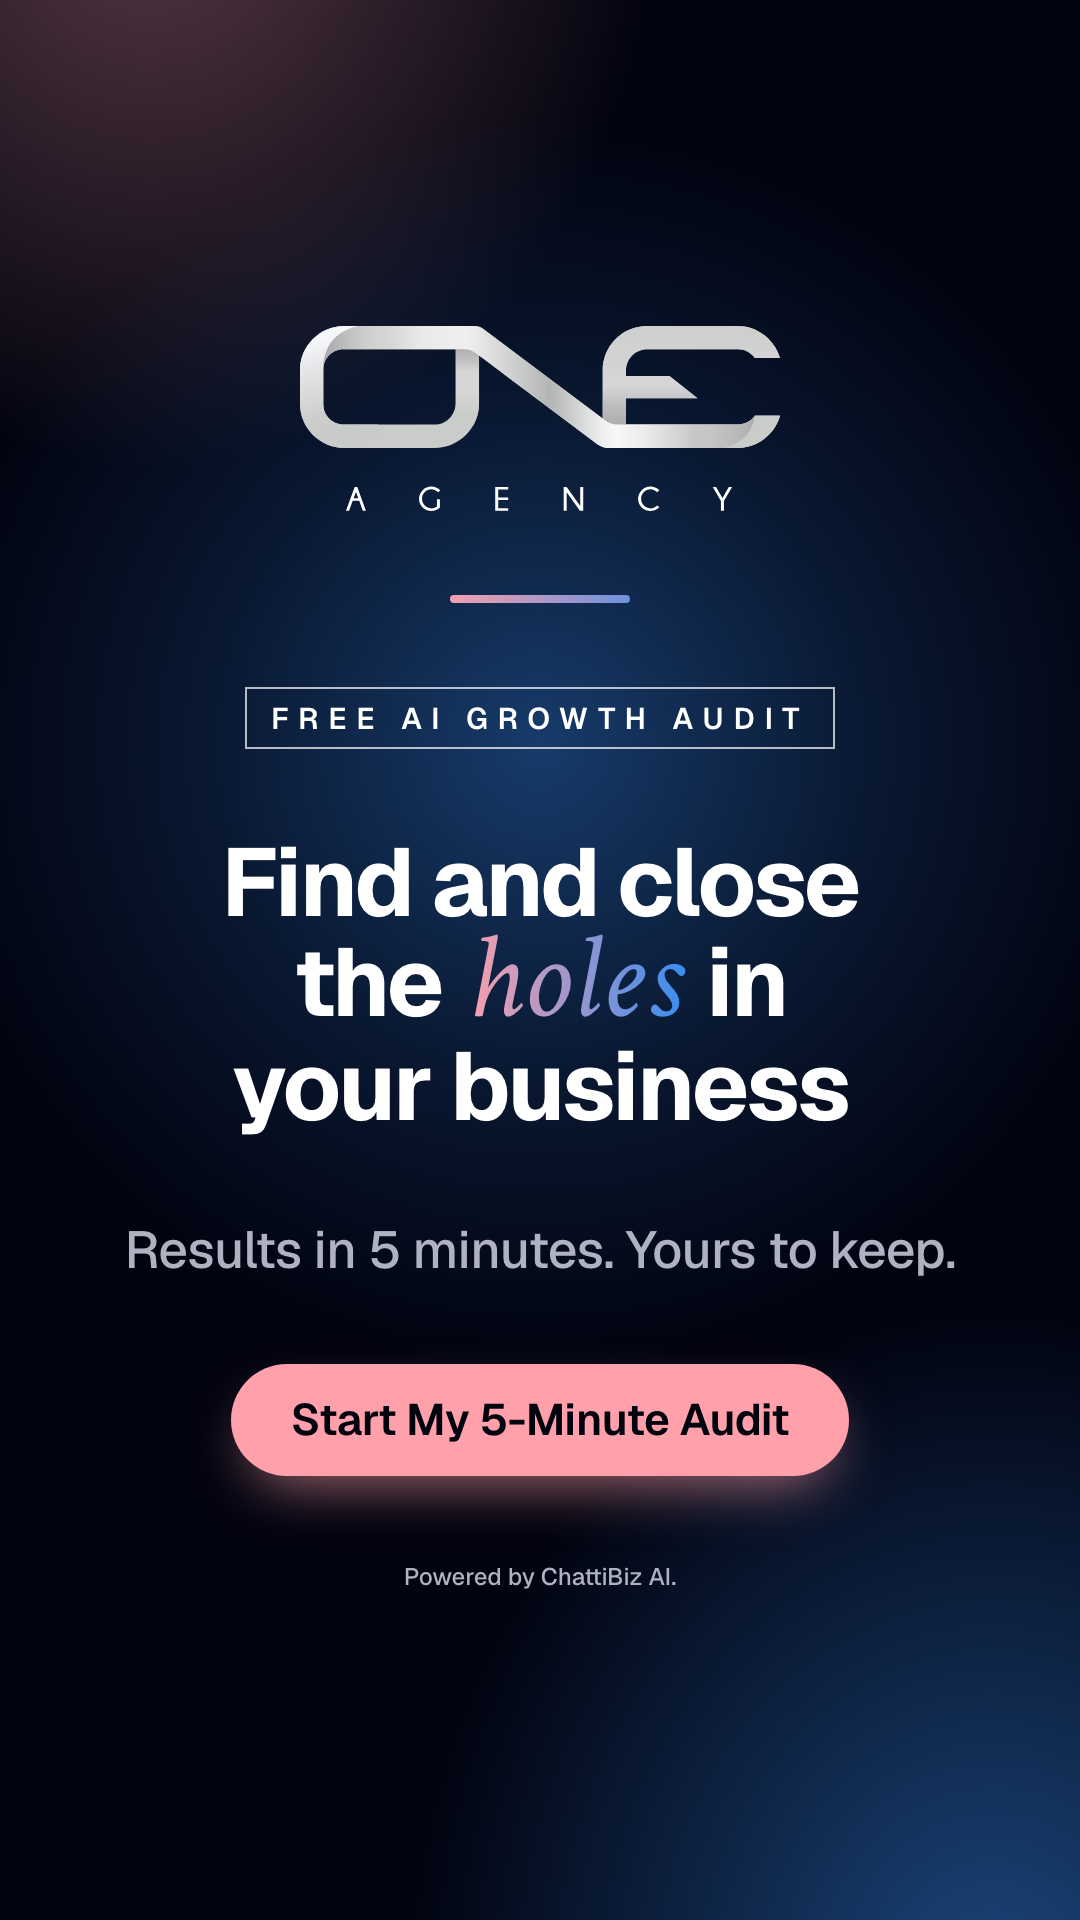 ONE
AGENCY
FREE AI GROWTH AUDIT
Find and close
the holes in
your business
Results in 5 minutes. Yours to keep.
Start My 5-Minute Audit
Powered by ChattiBiz AI.